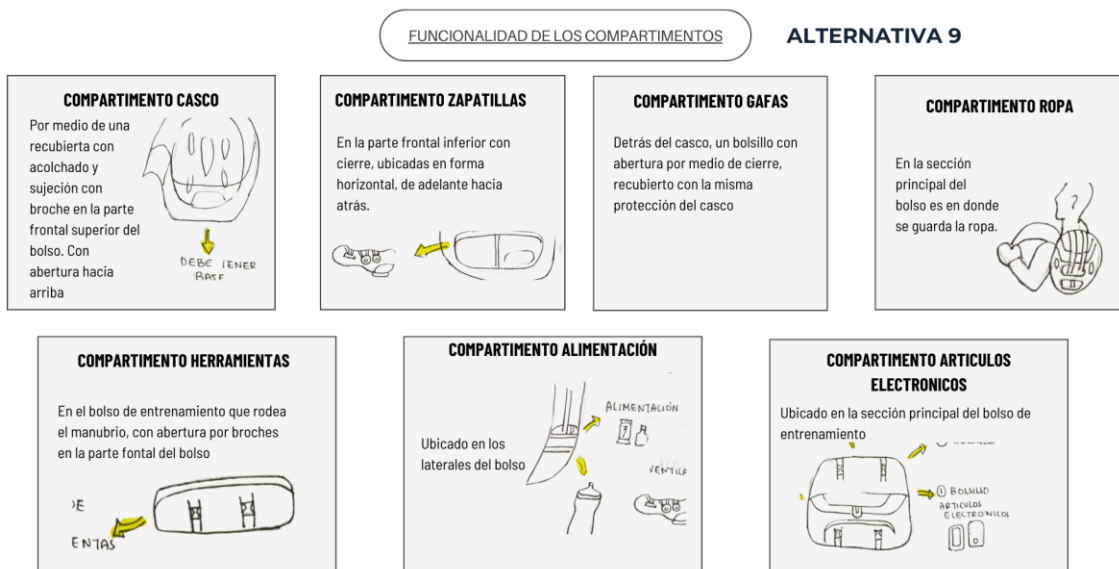 FUNCIONALIDAD DE LOS COMPARTIMENTOS
ALTERNATIVA 9
COMPARTIMENTO CASCO
Por medio de una
recubierta con
acolchado y
sujeción con
broche en la parte
frontal superior del
bolso. Con
abertura hacia
arriba
DEBE TENER
BASE
COMPARTIMENTO ZAPATILLAS
En la parte frontal inferior con
cierre, ubicadas en forma
horizontal, de adelante hacia
atrás.
COMPARTIMENTO GAFAS
Detrás del casco, un bolsillo con
abertura por medio de cierre,
recubierto con la misma
protección del casco
COMPARTIMENTO ROPA
En la sección
principal del
bolso es en donde
se guarda la ropa.
COMPARTIMENTO HERRAMIENTAS
En el bolso de entrenamiento que rodea
el manubrio, con abertura por broches
en la parte fontal del bolso
E
ENTAS
COMPARTIMENTO ALIMENTACIÓN
Ubicado en los
laterales del bolso
ALIMENTACIÓN
VENTILA
COMPARTIMENTO ARTICULOS
ELECTRONICOS
Ubicado en la sección principal del bolso de
entrenamiento
① BOLSILLO
ARTICULOS
ELECTRONICOS